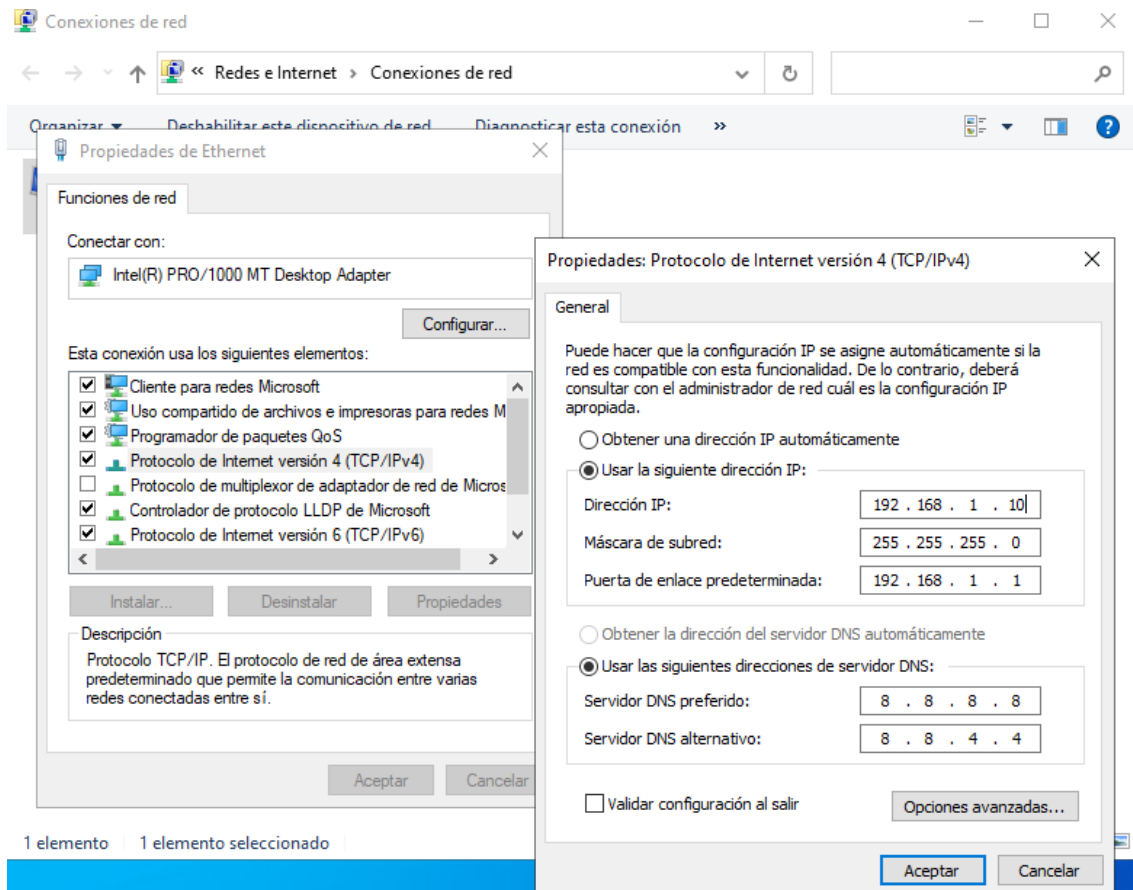 Conexiones de red
« Redes e Internet > Conexiones de red
Organizar Deshabilitar este dispositivo de red Diagnosticar esta conexión »
Propiedades de Ethernet
Funciones de red
Conectar con:
Intel(R) PRO/1000 MT Desktop Adapter
Configurar...
Esta conexión usa los siguientes elementos:
Cliente para redes Microsoft
Uso compartido de archivos e impresoras para redes M
Programador de paquetes QoS
Protocolo de Internet versión 4 (TCP/IPv4)
Protocolo de multiplexor de adaptador de red de Micros
Controlador de protocolo LLDP de Microsoft
Protocolo de Internet versión 6 (TCP/IPv6)
Instalar... Desinstalar Propiedades
Descripción
Protocolo TCP/IP. El protocolo de red de área extensa
predeterminado que permite la comunicación entre varias
redes conectadas entre sí.
Aceptar Cancelar
Propiedades: Protocolo de Internet versión 4 (TCP/IPv4)
General
Puede hacer que la configuración IP se asigne automáticamente si la
red es compatible con esta funcionalidad. De lo contrario, deberá
consultar con el administrador de red cuál es la configuración IP
apropiada.
Obtener una dirección IP automáticamente
Usar la siguiente dirección IP:
Dirección IP: 192 . 168 . 1 . 10
Máscara de subred: 255 . 255 . 255 . 0
Puerta de enlace predeterminada: 192 . 168 . 1 . 1
Obtener la dirección del servidor DNS automáticamente
Usar las siguientes direcciones de servidor DNS:
Servidor DNS preferido: 8 . 8 . 8 . 8
Servidor DNS alternativo: 8 . 8 . 4 . 4
Validar configuración al salir
Opciones avanzadas...
Aceptar Cancelar
1 elemento 1 elemento seleccionado